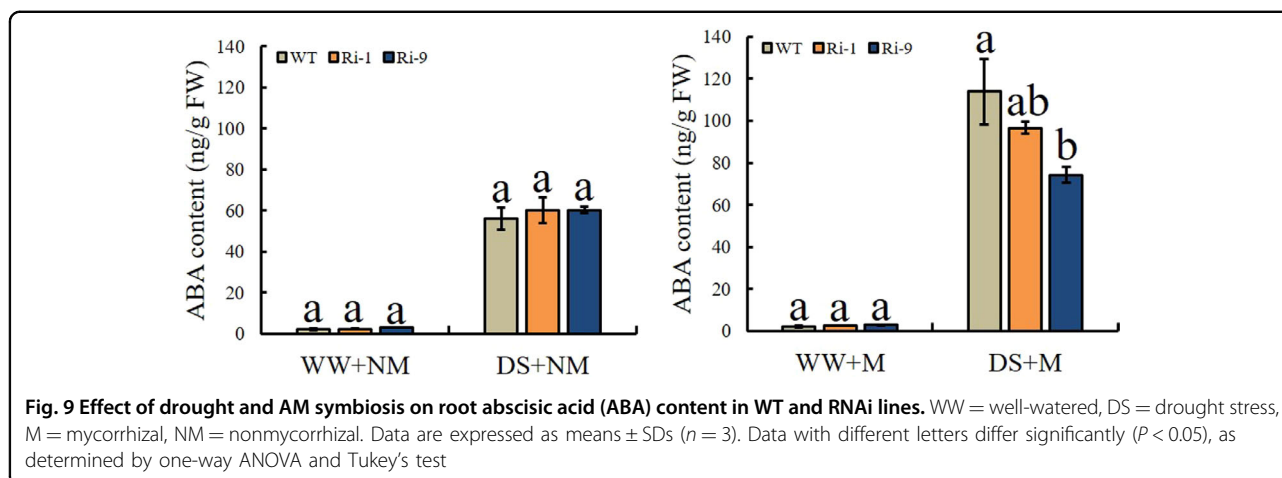 140
WT Ri-1 Ri-9
120
100
80
60
40
20
0
ABA content (ng/g FW)
a a a
a a a
WW+NM DS+NM
140
WT Ri-1 Ri-9
120
100
80
60
40
20
0
ABA content (ng/g FW)
a a a
a
ab
b
WW+M DS+M
Fig. 9 Effect of drought and AM symbiosis on root abscisic acid (ABA) content in WT and RNAi lines. WW = well-watered, DS = drought stress,
M = mycorrhizal, NM = nonmycorrhizal. Data are expressed as means ± SDs (n = 3). Data with different letters differ significantly (P < 0.05), as
determined by one-way ANOVA and Tukey's test